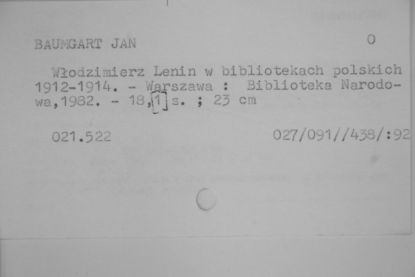 BAUMGART JAN O
Włodzimierz Lenin w bibliotekach polskich
1912-1914. - Warszawa : Biblioteka Narodo-
wa,1982. - 18,[1]s. ; 23 cm
021.522 027/091//438/:92